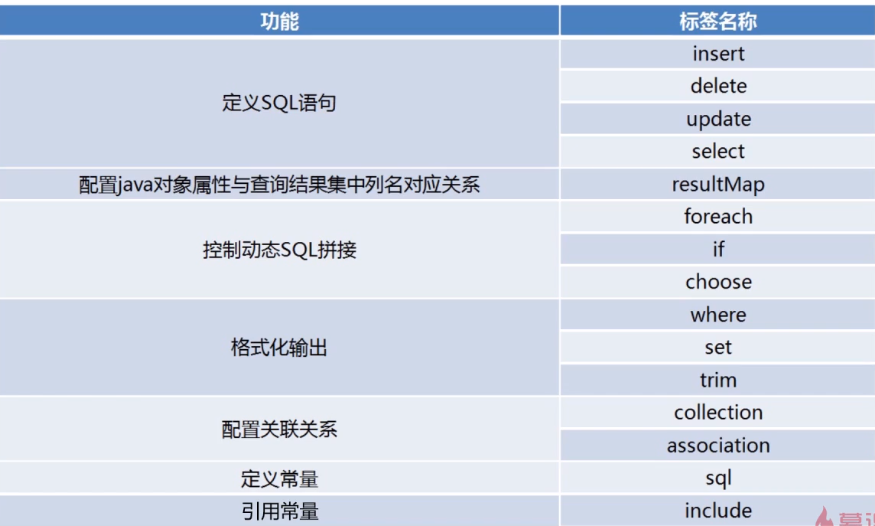 功能 标签名称
定义SQL语句
insert
delete
update
select
配置java对象属性与查询结果集中列名对应关系 resultMap
控制动态SQL拼接
foreach
if
choose
格式化输出
where
set
trim
配置关联关系
collection
association
定义常量 sql
引用常量 include